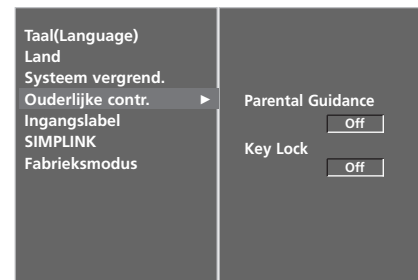 Taal(Language)
Land
Systeem vergrend.
Ouderlijke contr. ►
Ingangslabel
SIMPLINK
Fabrieksmodus
Parental Guidance
Off
Key Lock
Off